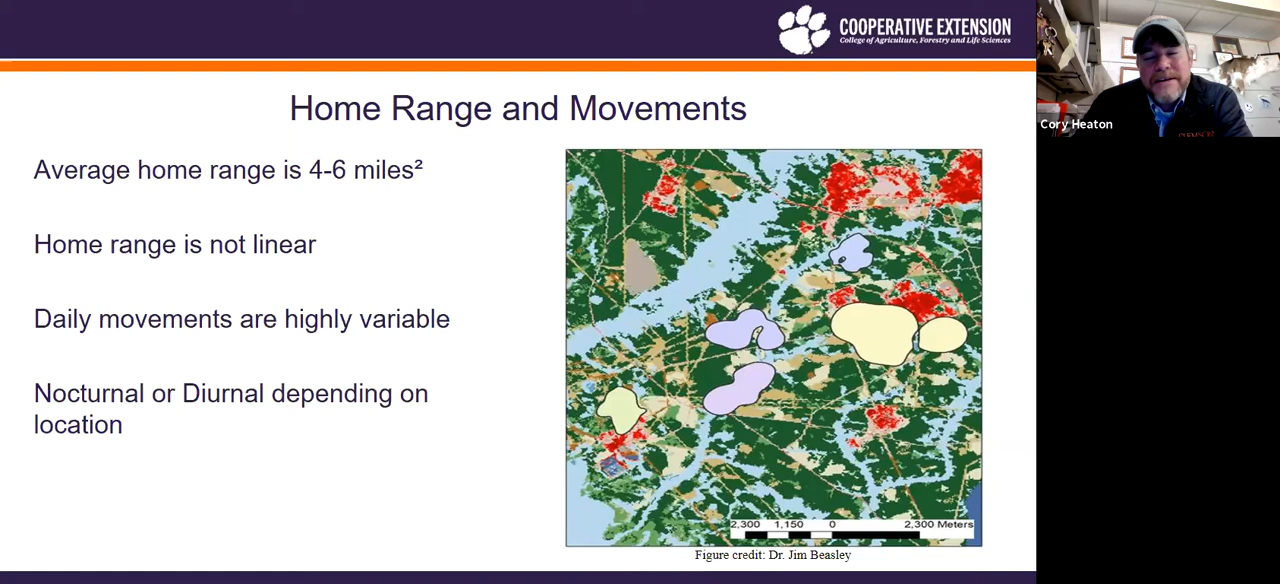 COOPERATIVE EXTENSION
College of Agriculture, Forestry and Life Sciences
Home Range and Movements
Average home range is 4-6 miles²
Home range is not linear
Daily movements are highly variable
Nocturnal or Diurnal depending on
location
2,300 1,150 0 2,300 Meters
Figure credit: Dr. Jim Beasley
Cory Heaton
CLEMSON